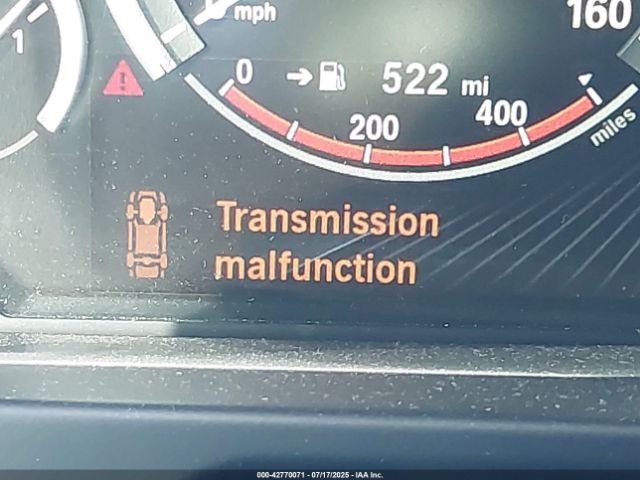 1
mph
160
0
522 mi
200
400
miles
Transmission
malfunction
000-42770071 - 07/17/2025 - IAA Inc.